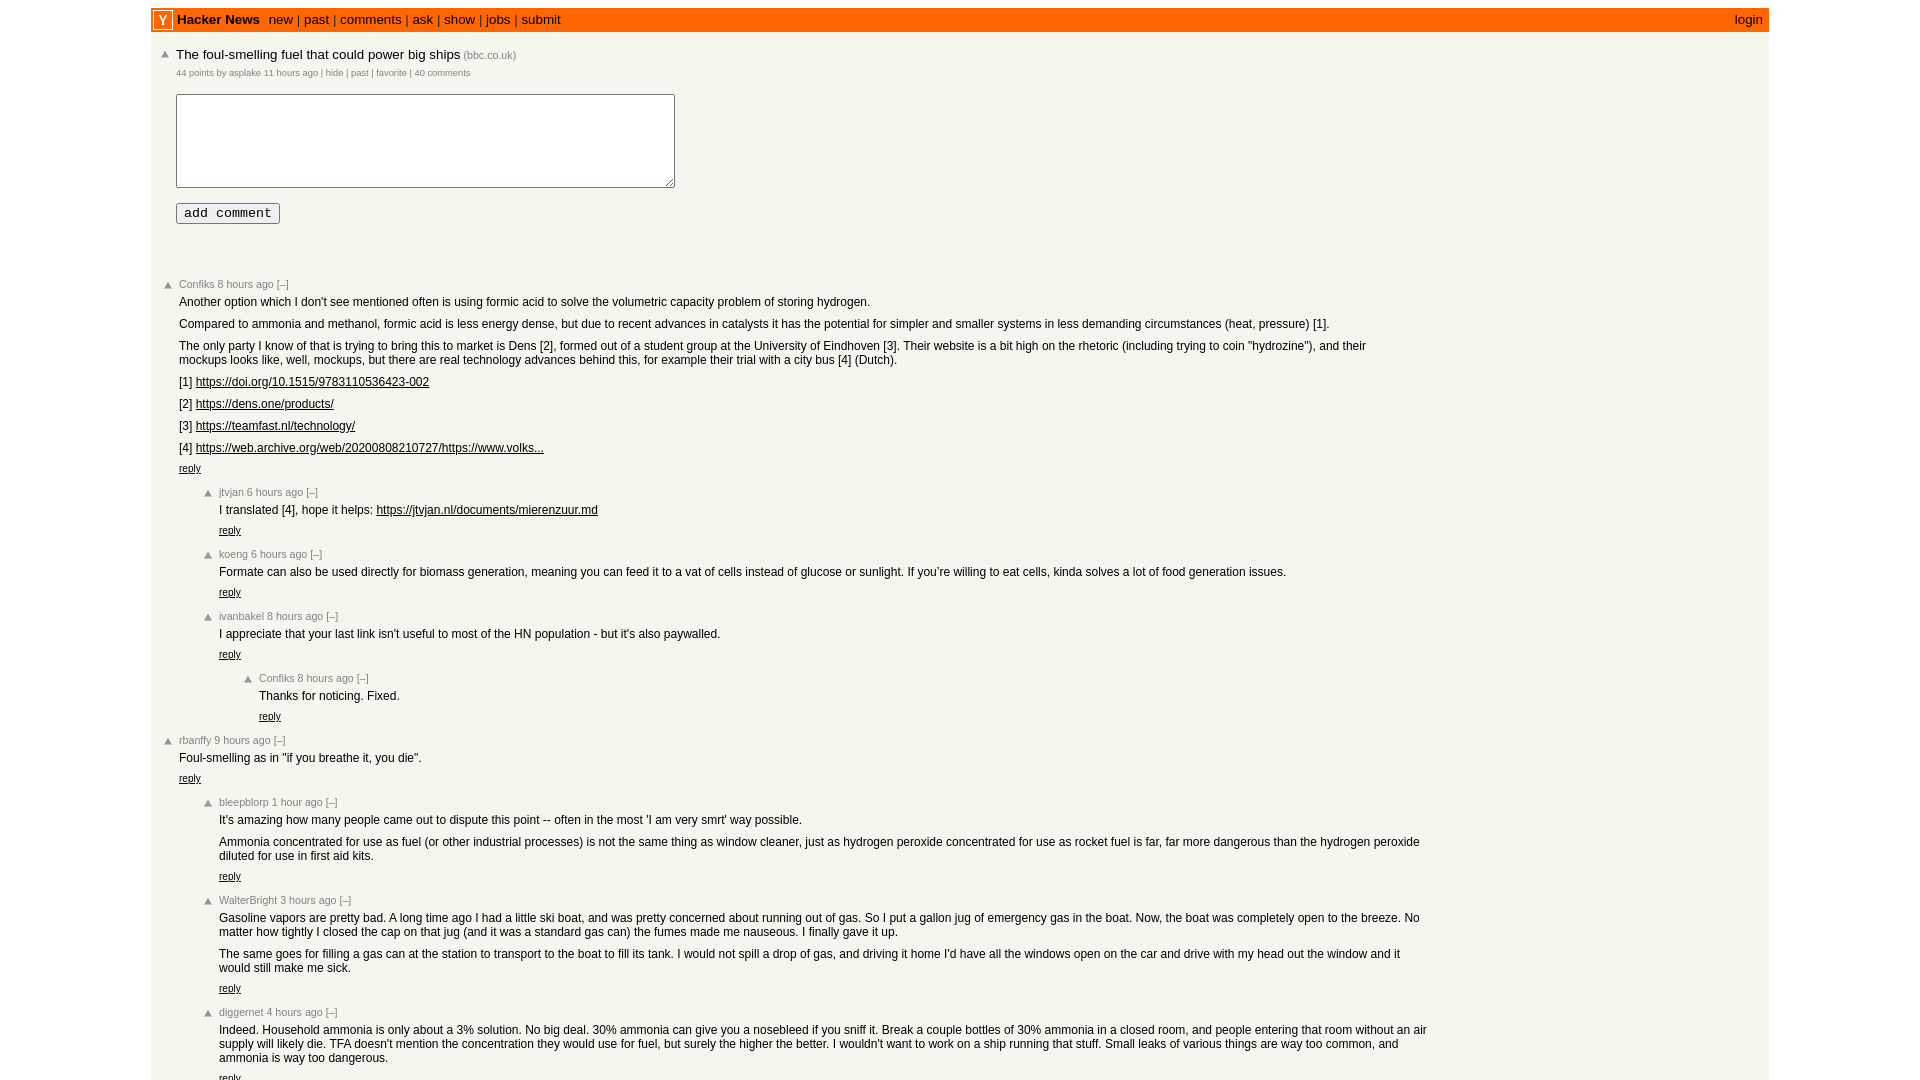 Y Hacker News new | past | comments | ask | show | jobs | submit login
The foul-smelling fuel that could power big ships (bbc.co.uk)
44 points by asplake 11 hours ago | hide | past | favorite | 40 comments
add comment
Confiks 8 hours ago [–]
Another option which I don't see mentioned often is using formic acid to solve the volumetric capacity problem of storing hydrogen.
Compared to ammonia and methanol, formic acid is less energy dense, but due to recent advances in catalysts it has the potential for simpler and smaller systems in less demanding circumstances (heat, pressure) [1].
The only party I know of that is trying to bring this to market is Dens [2], formed out of a student group at the University of Eindhoven [3]. Their website is a bit high on the rhetoric (including trying to coin "hydrozine"), and their
mockups looks like, well, mockups, but there are real technology advances behind this, for example their trial with a city bus [4] (Dutch).
[1] https://doi.org/10.1515/9783110536423-002
[2] https://dens.one/products/
[3] https://teamfast.nl/technology/
[4] https://web.archive.org/web/20200808210727/https://www.volks...
reply
jtvjan 6 hours ago [–]
I translated [4], hope it helps: https://jtvjan.nl/documents/mierenzuur.md
reply
koeng 6 hours ago [–]
Formate can also be used directly for biomass generation, meaning you can feed it to a vat of cells instead of glucose or sunlight. If you’re willing to eat cells, kinda solves a lot of food generation issues.
reply
ivanbakel 8 hours ago [–]
I appreciate that your last link isn't useful to most of the HN population - but it's also paywalled.
reply
Confiks 8 hours ago [–]
Thanks for noticing. Fixed.
reply
rbanffy 9 hours ago [–]
Foul-smelling as in "if you breathe it, you die".
reply
bleepblorp 1 hour ago [–]
It's amazing how many people came out to dispute this point -- often in the most 'I am very smrt' way possible.
Ammonia concentrated for use as fuel (or other industrial processes) is not the same thing as window cleaner, just as hydrogen peroxide concentrated for use as rocket fuel is far, far more dangerous than the hydrogen peroxide
diluted for use in first aid kits.
reply
WalterBright 3 hours ago [–]
Gasoline vapors are pretty bad. A long time ago I had a little ski boat, and was pretty concerned about running out of gas. So I put a gallon jug of emergency gas in the boat. Now, the boat was completely open to the breeze. No
matter how tightly I closed the cap on that jug (and it was a standard gas can) the fumes made me nauseous. I finally gave it up.
The same goes for filling a gas can at the station to transport to the boat to fill its tank. I would not spill a drop of gas, and driving it home I'd have all the windows open on the car and drive with my head out the window and it
would still make me sick.
reply
diggernet 4 hours ago [–]
Indeed. Household ammonia is only about a 3% solution. No big deal. 30% ammonia can give you a nosebleed if you sniff it. Break a couple bottles of 30% ammonia in a closed room, and people entering that room without an air
supply will likely die. TFA doesn't mention the concentration they would use for fuel, but surely the higher the better. I wouldn't want to work on a ship running that stuff. Small leaks of various things are way too common, and
ammonia is way too dangerous.
reply